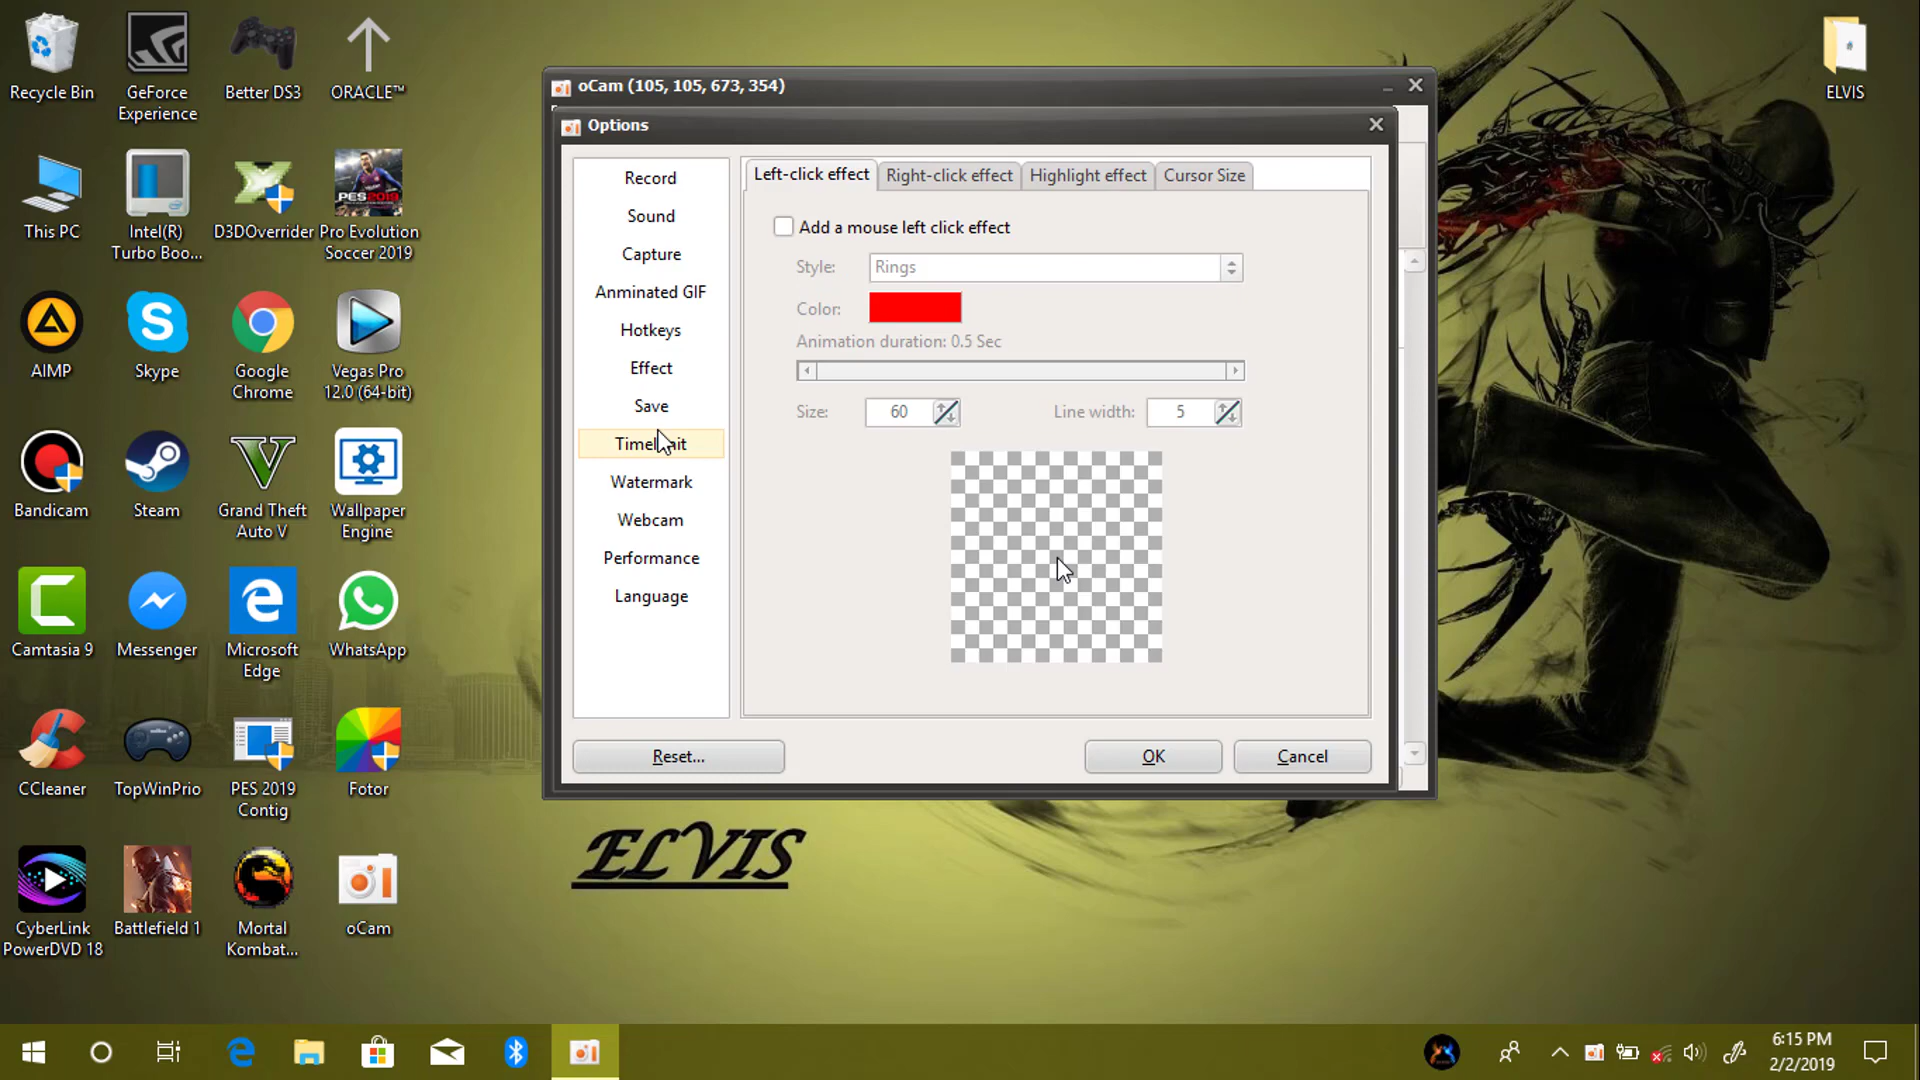 Recycle Bin
GeForce
Experience
Better DS3
ORACLE™
This PC
Intel(R)
Turbo Boo...
D3DOverrider
PES 2019
Pro Evolution
Soccer 2019
AIMP
Skype
Google
Chrome
Vegas Pro
12.0 (64-bit)
Bandicam
Steam
Grand Theft
Auto V
Wallpaper
Engine
Camtasia 9
Messenger
Microsoft
Edge
WhatsApp
CCleaner
TopWinPrio
PES 2019
Contig
Fotor
CyberLink
PowerDVD 18
Battlefield 1
Mortal
Kombat...
oCam
ELVIS
oCam (105, 105, 673, 354)
Options
Record
Sound
Capture
Anminated GIF
Hotkeys
Effect
Save
Watermark
Webcam
Performance
Language
Left-click effect
Right-click effect
Highlight effect
Cursor Size
Add a mouse left click effect
Style: Rings
Color:
Animation duration: 0.5 Sec
Size: 60
Line width: 5
Reset...
OK
Cancel
ELVIS
6:15 PM
2/2/2019